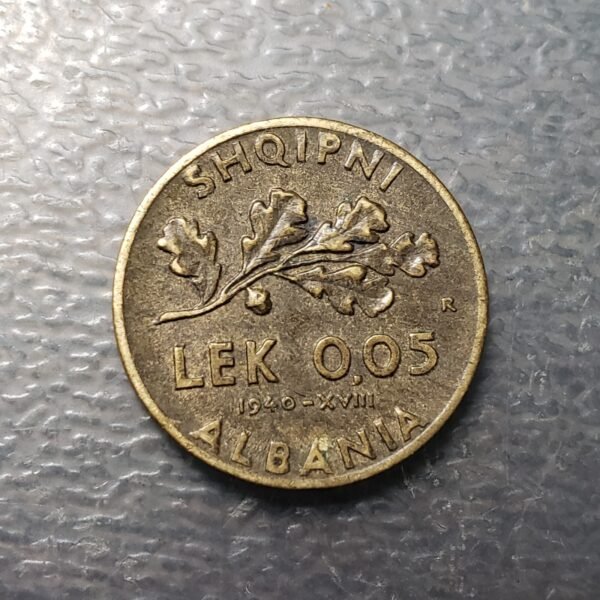 SHQIPNI
R
LEK 0,05
1940-XVIII
ALBANIA